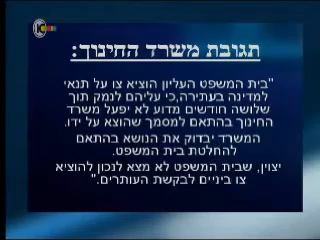 תגובת משרד החינוך:
"בית המשפט העליון הוציא צו על תנאי
למדינה בעתירה,כי עליהם לנמק תוך
שלושה חודשים מדוע לא יפעל משרד
החינוך בהתאם למסמך שהוצא על ידו.
המשרד יבדוק את הנושא בהתאם
להחלטת בית המשפט.
יצוין, שבית המשפט לא מצא לנכון להוציא
צו ביניים לבקשת העותרים."